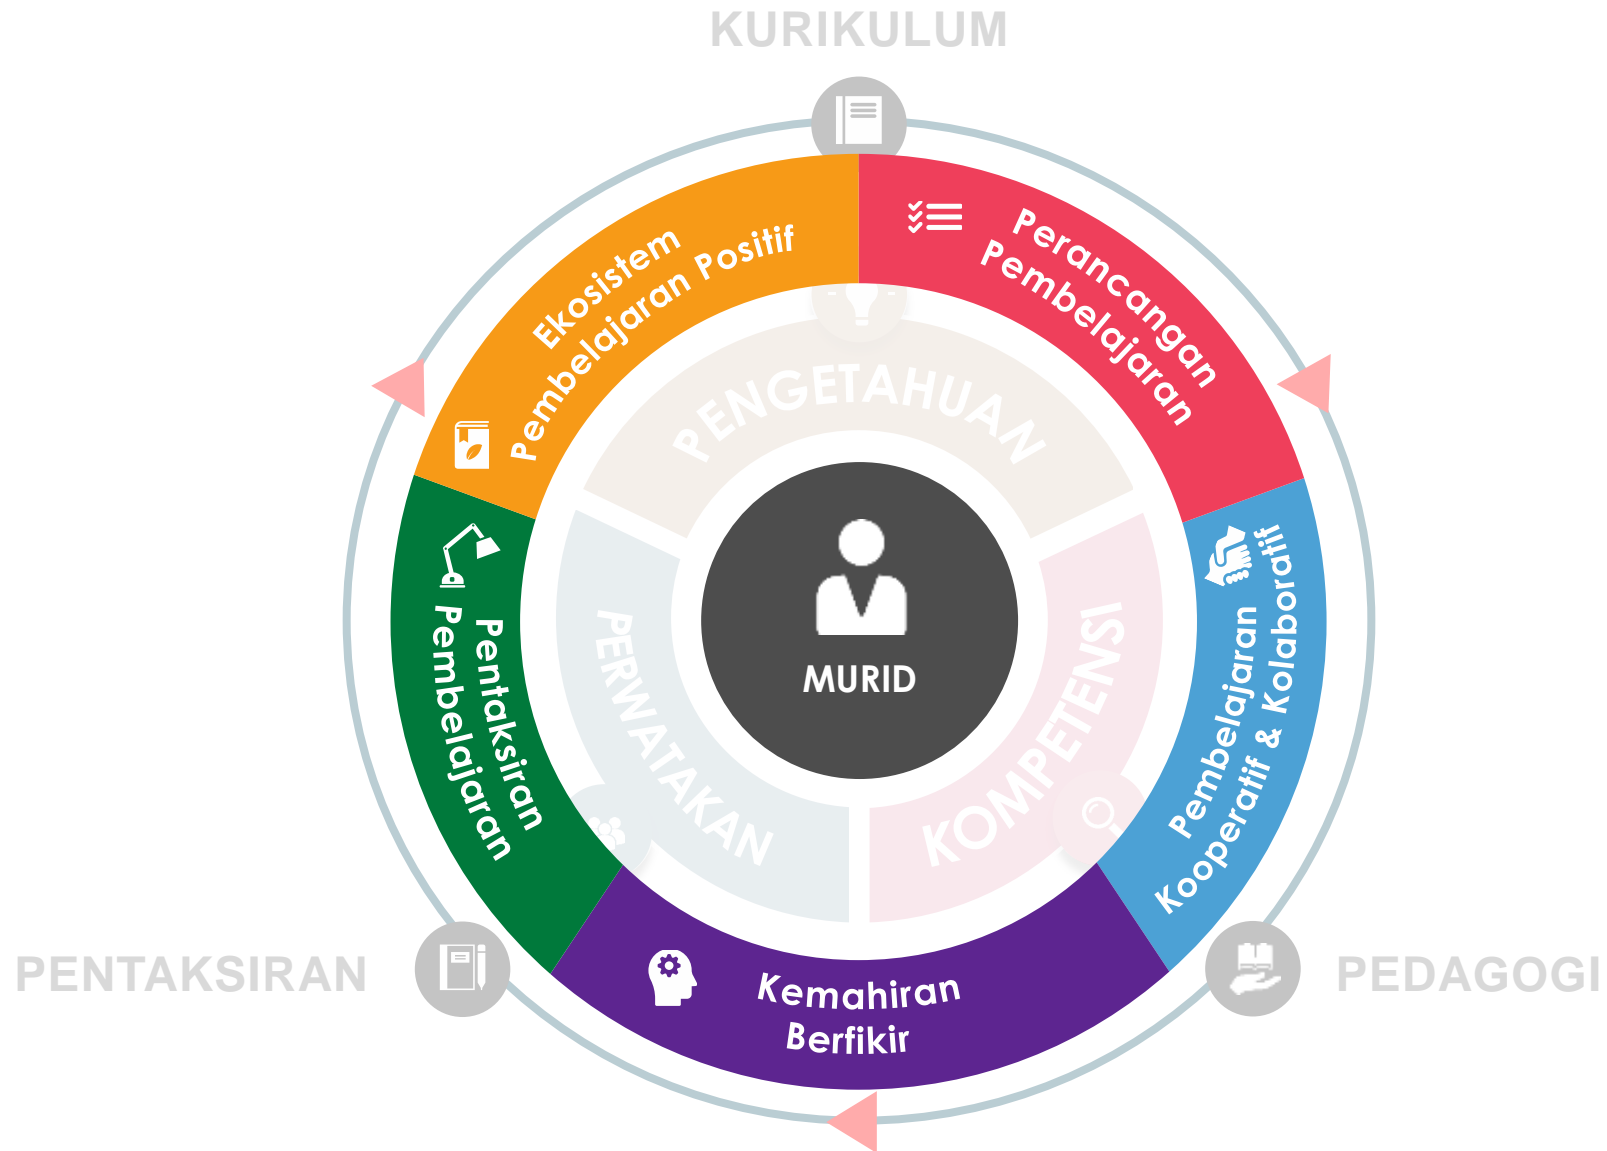 KURIKULUM
Ekosistem
Pembelajaran Positif
Perancangan
Pembelajaran
PENGETAHUAN
Pentaksiran
Pembelajaran
PERWATAKAN
MURID
KOMPETENSI
Pembelajaran
Kooperatif & Kolaboratif
PENTAKSIRAN
Kemahiran
Berfikir
PEDAGOGI